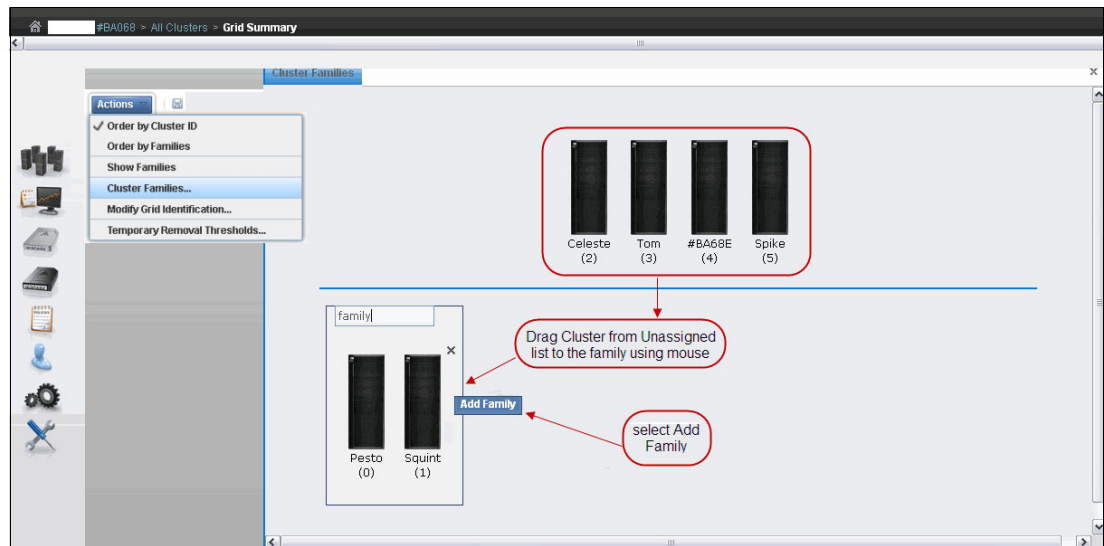 #BA068 > All Clusters > Grid Summary
Cluster Families
Actions
Order by Cluster ID
Order by Families
Show Families
Cluster Families...
Modify Grid Identification...
Temporary Removal Thresholds...
Celeste
(2)
Tom
(3)
#BA68E
(4)
Spike
(5)
family
Drag Cluster from Unassigned
list to the family using mouse
Add Family
select Add
Family
Pesto
(0)
Squint
(1)